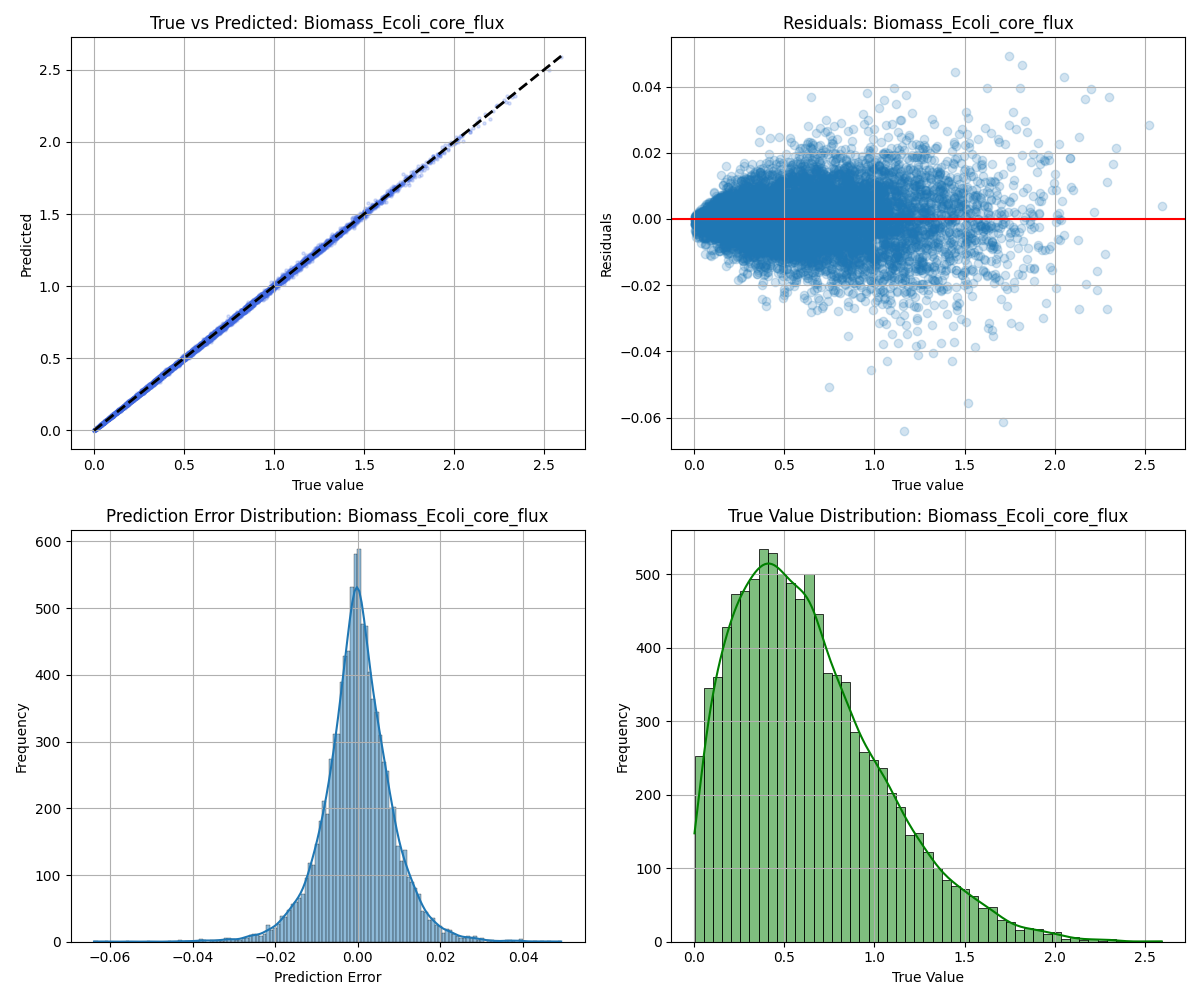 True vs Predicted: Biomass_Ecoli_core_flux
2.5
2.0
1.5
1.0
0.5
0.0
Predicted
0.0 0.5 1.0 1.5 2.0 2.5
True value
Residuals: Biomass_Ecoli_core_flux
0.04
0.02
0.00
−0.02
−0.04
−0.06
Residuals
0.0 0.5 1.0 1.5 2.0 2.5
True value
Prediction Error Distribution: Biomass_Ecoli_core_flux
600
500
400
300
200
100
0
Frequency
−0.06 −0.04 −0.02 0.00 0.02 0.04
Prediction Error
True Value Distribution: Biomass_Ecoli_core_flux
500
400
300
200
100
0
Frequency
0.0 0.5 1.0 1.5 2.0 2.5
True Value